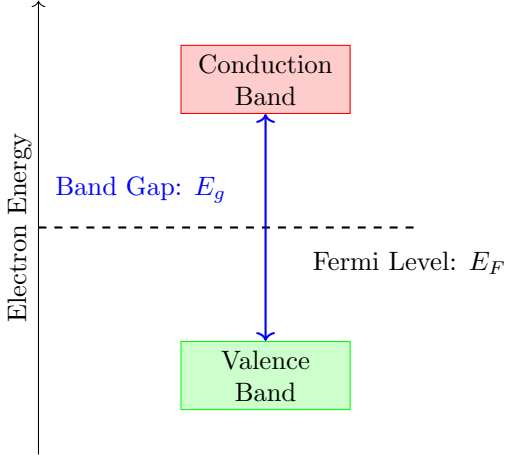 Conduction
Band
Band Gap: E_g
Electron Energy
Fermi Level: E_F
Valence
Band